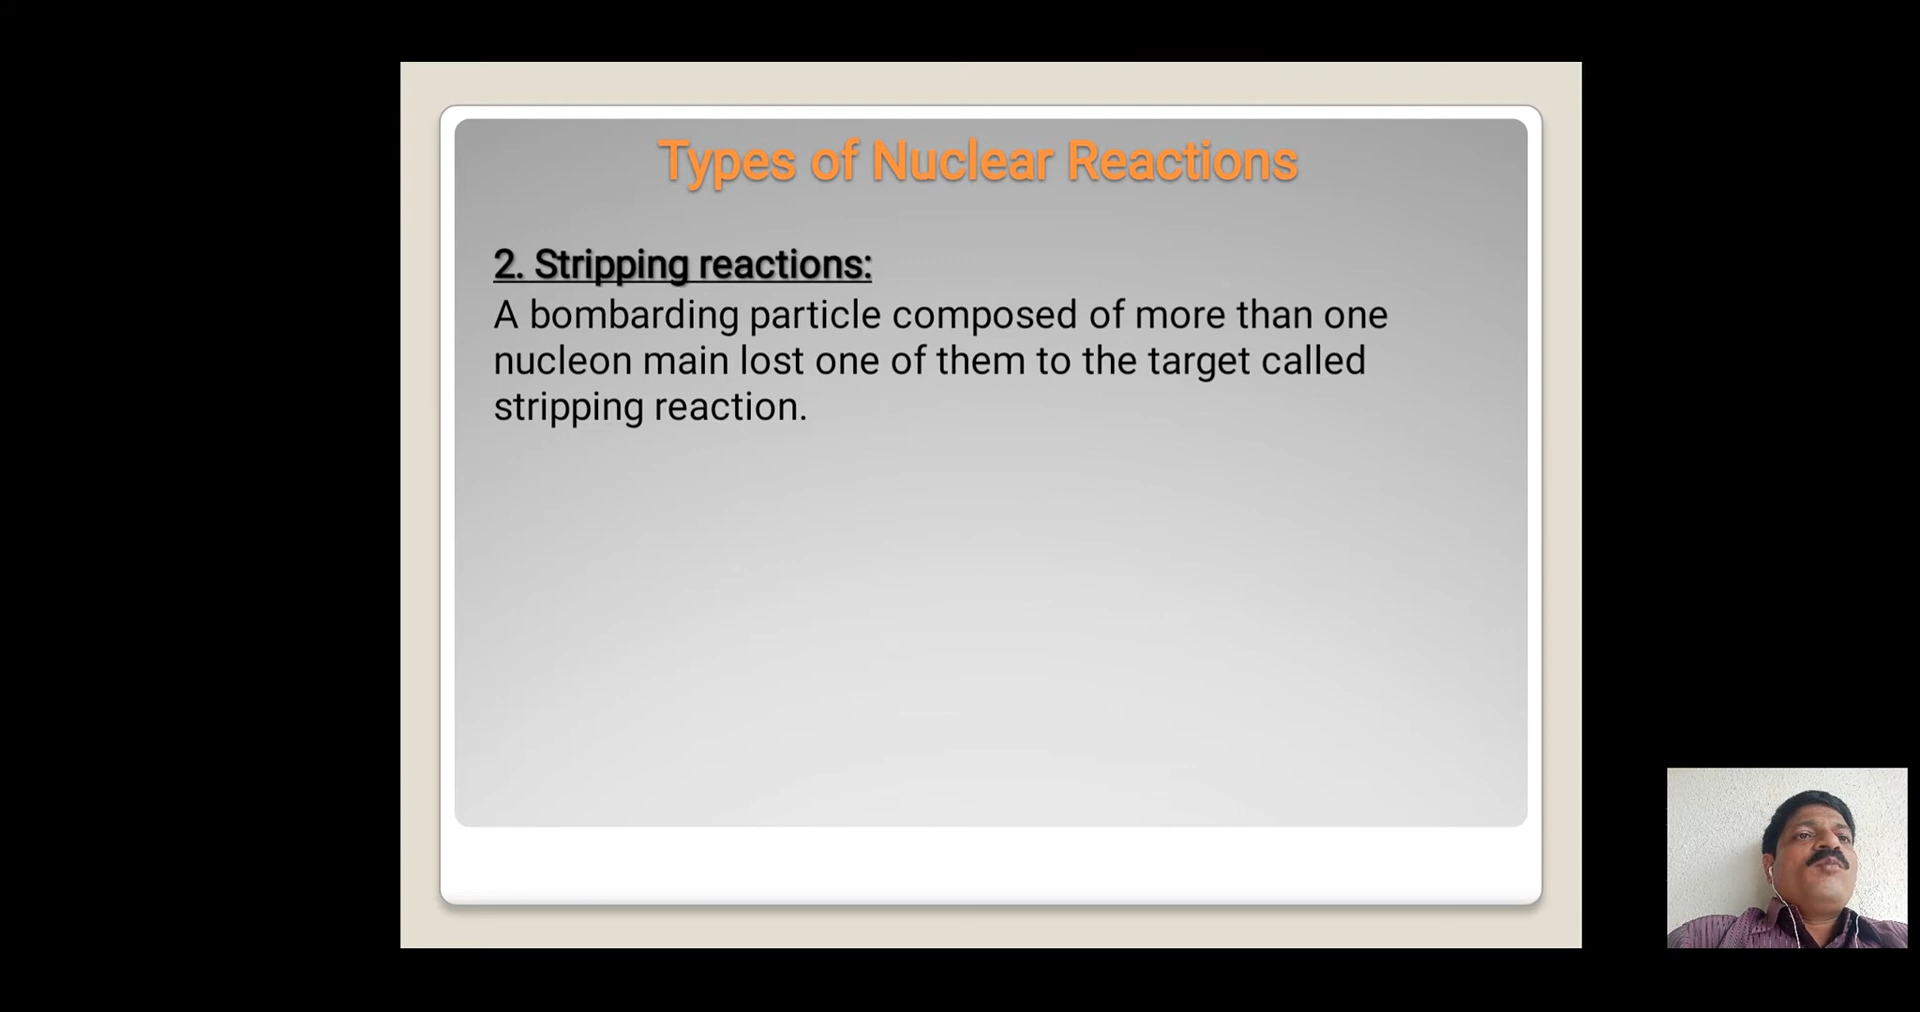 Types of Nuclear Reactions
2. Stripping reactions:
A bombarding particle composed of more than one
nucleon main lost one of them to the target called
stripping reaction.